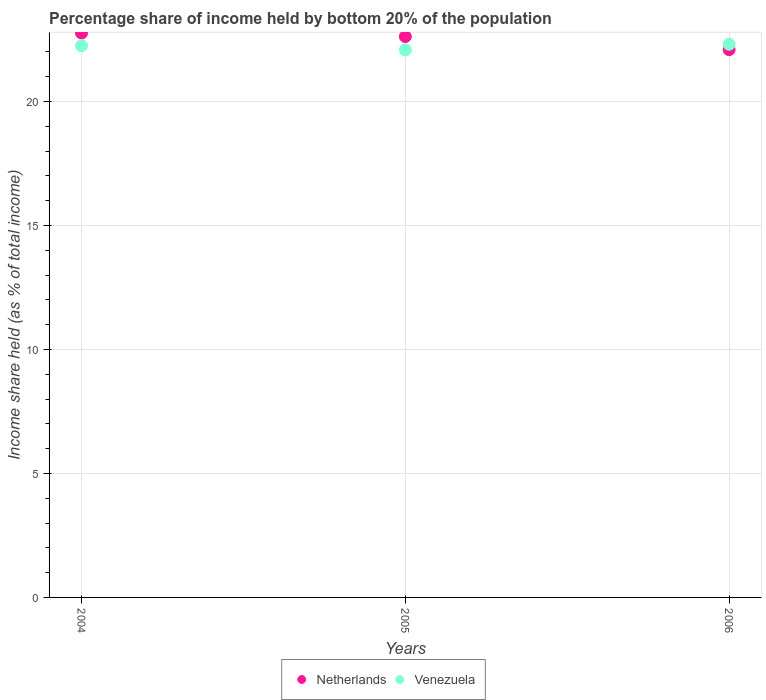 Percentage share of income held by bottom 20% of the population
Income share held (as % of total income)
20
15
10
5
0
2004
2005
2006
Years
Netherlands
Venezuela